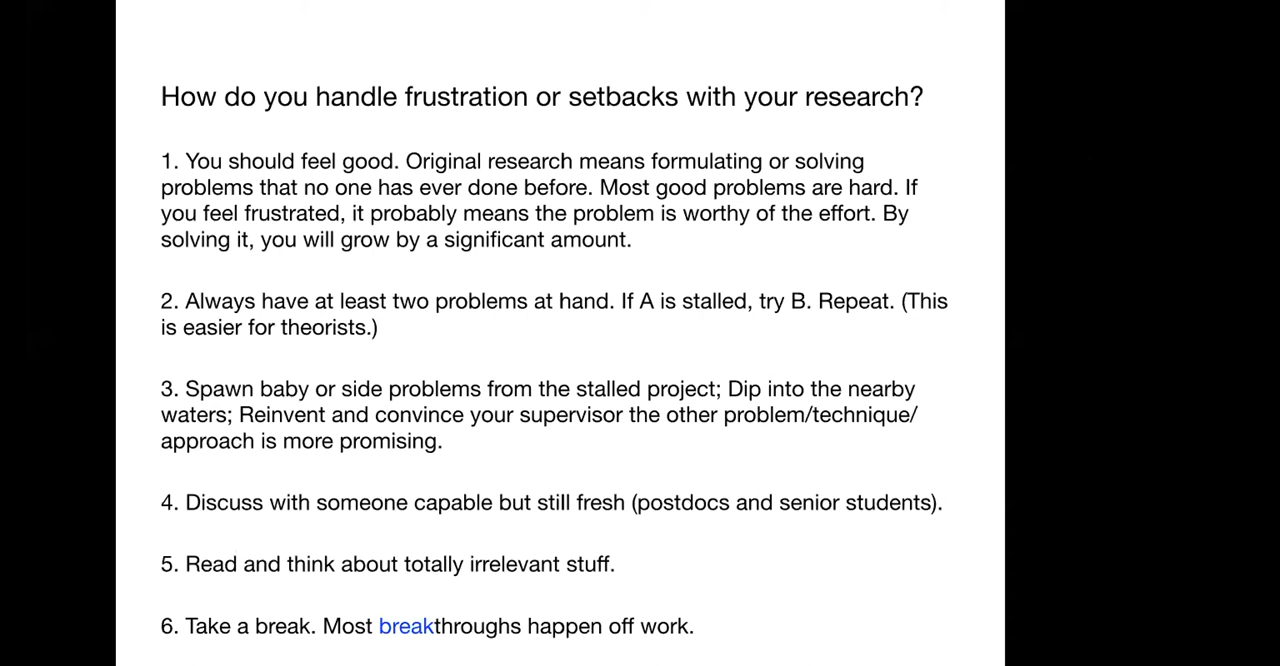 How do you handle frustration or setbacks with your research?
1. You should feel good. Original research means formulating or solving
problems that no one has ever done before. Most good problems are hard. If
you feel frustrated, it probably means the problem is worthy of the effort. By
solving it, you will grow by a significant amount.
2. Always have at least two problems at hand. If A is stalled, try B. Repeat. (This
is easier for theorists.)
3. Spawn baby or side problems from the stalled project; Dip into the nearby
waters; Reinvent and convince your supervisor the other problem/technique/
approach is more promising.
4. Discuss with someone capable but still fresh (postdocs and senior students).
5. Read and think about totally irrelevant stuff.
6. Take a break. Most breakthroughs happen off work.